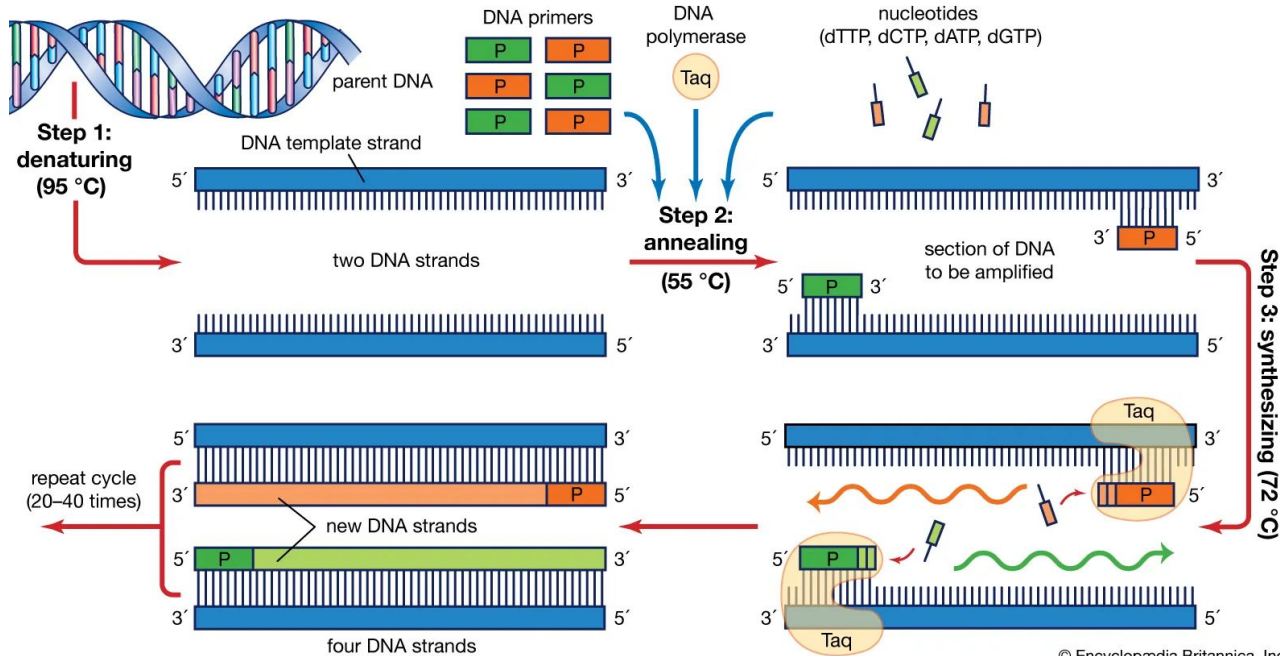 DNA primers
P
P
P
P
P
P
DNA
polymerase
Taq
nucleotides
(dTTP, dCTP, dATP, dGTP)
parent DNA
Step 1:
denaturing
(95 °C)
DNA template strand
5′
3′
two DNA strands
3′
5′
Step 2:
annealing
(55 °C)
5′
3′
3′
P
5′
section of DNA
to be amplified
5′
P
3′
3′
5′
Step 3: synthesizing (72 °C)
Taq
5′
3′
P
5′
5′
P
3′
5′
Taq
5′
3′
3′
P
5′
new DNA strands
5′
P
3′
3′
5′
four DNA strands
repeat cycle
(20–40 times)
© Encyclopædia Britannica, Inc